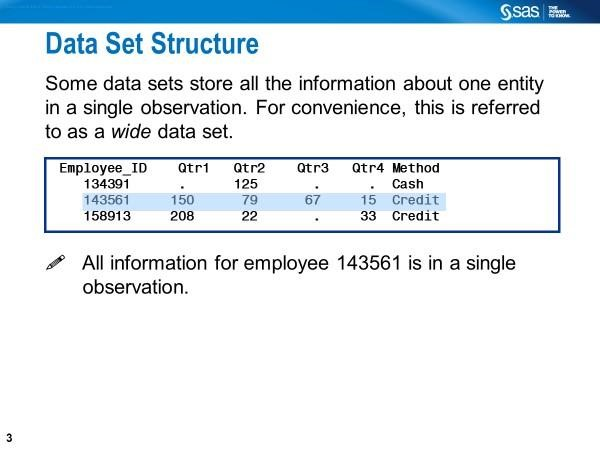 sas THE POWER TO KNOW.
Data Set Structure
Some data sets store all the information about one entity
in a single observation. For convenience, this is referred
to as a wide data set.
Employee_ID Qtr1 Qtr2 Qtr3 Qtr4 Method
134391 . 125 . . Cash
143561 150 79 67 15 Credit
158913 208 22 . 33 Credit
All information for employee 143561 is in a single
observation.
3